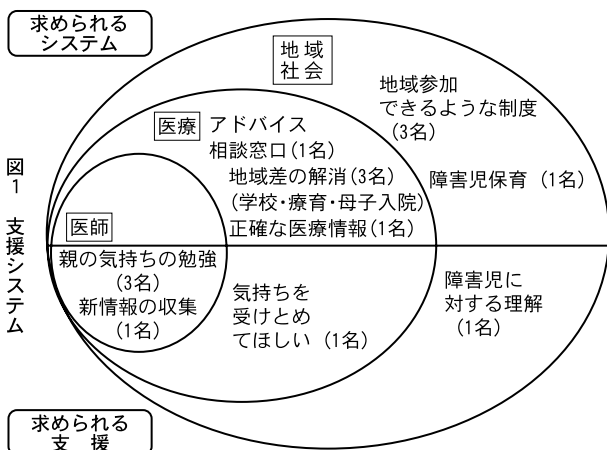 求められる
システム
地域
社会
地域参加
できるような制度
(3名)
障害児保育 (1名)
医療
アドバイス
相談窓口(1名)
地域差の解消(3名)
(学校・療育・母子入院)
正確な医療情報(1名)
医師
親の気持ちの勉強
(3名)
新情報の収集
(1名)
気持ちを
受けとめ
てほしい (1名)
障害児に
対する理解
(1名)
求められる
支 援
図1 支援システム